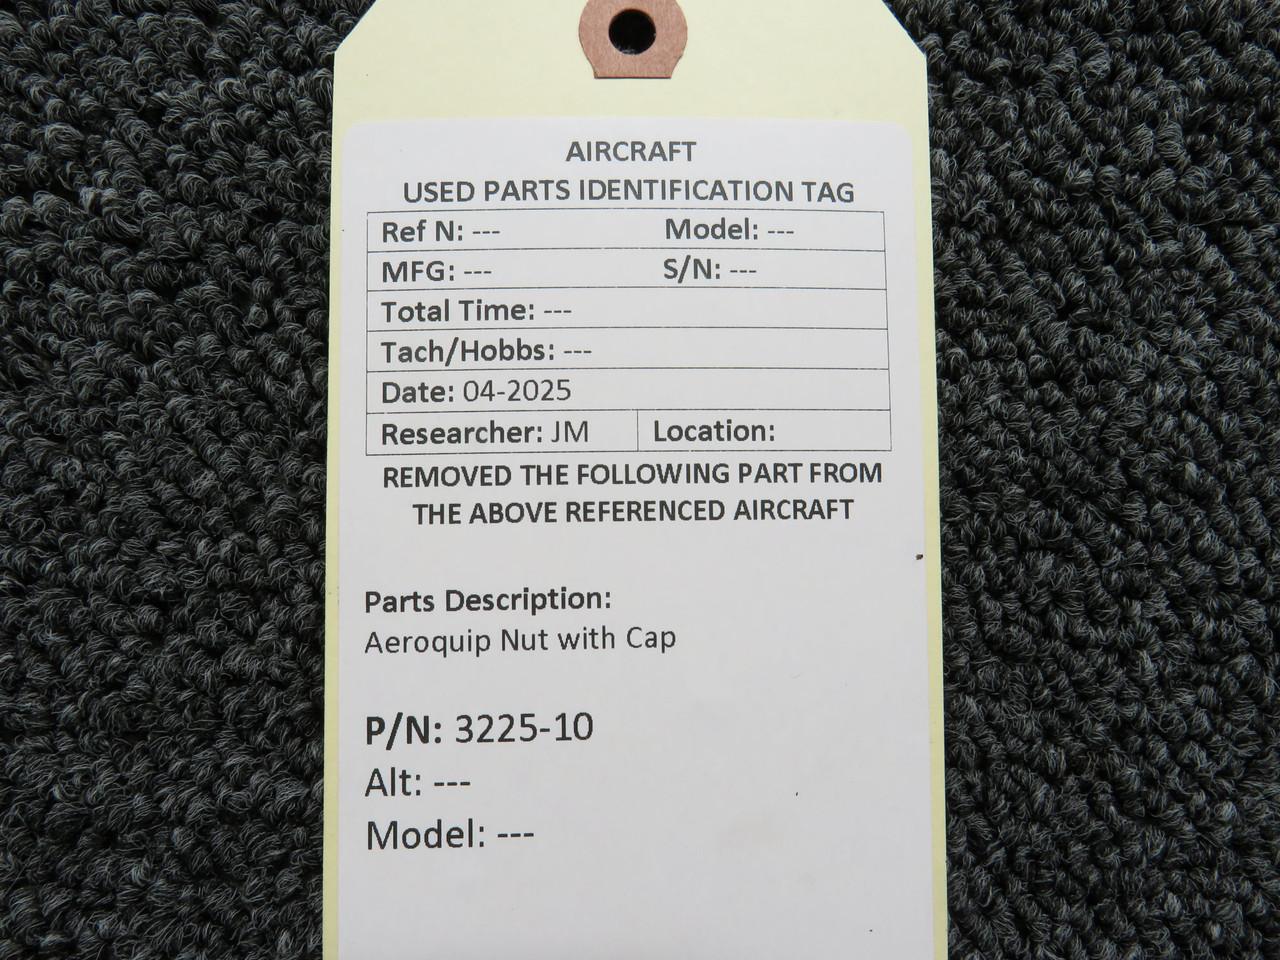 AIRCRAFT
USED PARTS IDENTIFICATION TAG
Ref N: --- Model: ---
MFG: --- S/N: ---
Total Time: ---
Tach/Hobbs: ---
Date: 04-2025
Researcher: JM Location:
REMOVED THE FOLLOWING PART FROM
THE ABOVE REFERENCED AIRCRAFT
Parts Description:
Aeroquip Nut with Cap
P/N: 3225-10
Alt: ---
Model: ---